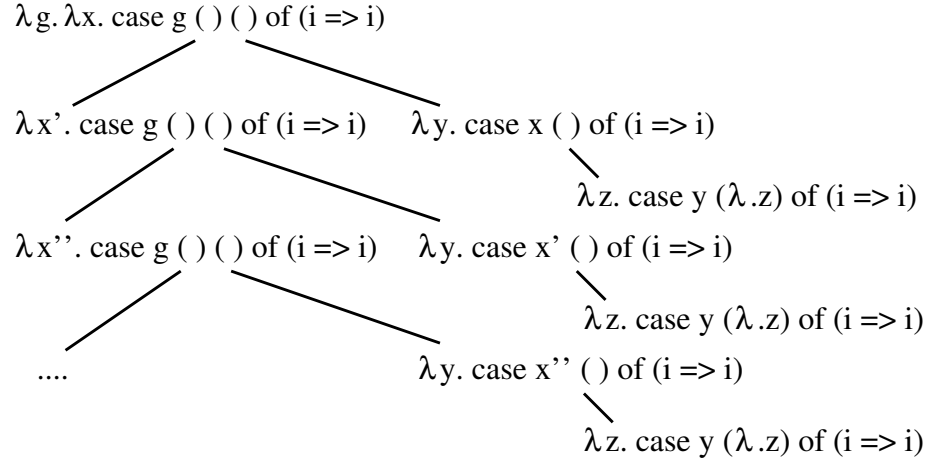 λg. λx. case g ( ) ( ) of (i => i)
λx'. case g ( ) ( ) of (i => i) λy. case x ( ) of (i => i)
λz. case y (λ.z) of (i => i)
λx''. case g ( ) ( ) of (i => i) λy. case x' ( ) of (i => i)
λz. case y (λ.z) of (i => i)
.... λy. case x'' ( ) of (i => i)
λz. case y (λ.z) of (i => i)